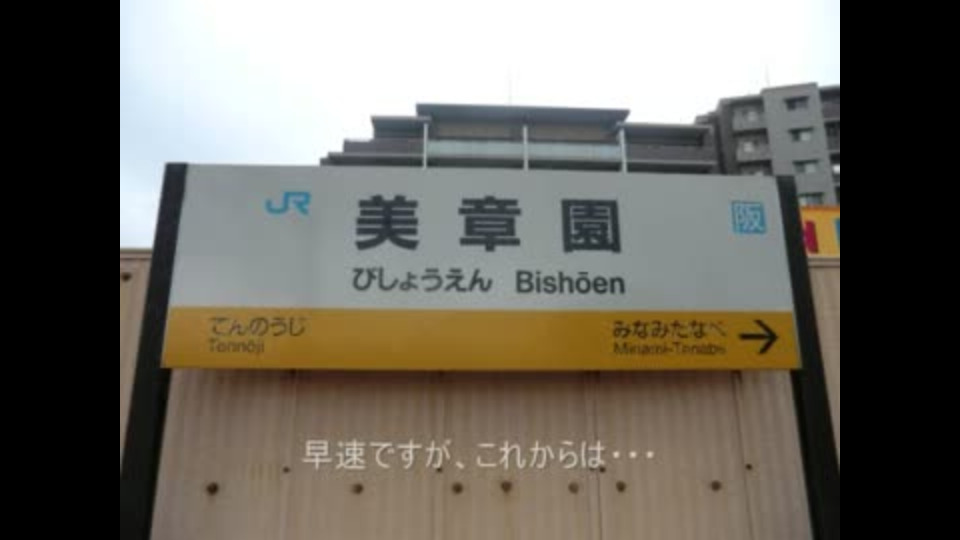 JR 美章園 阪
びしょうえん Bishōen
てんのうじ みなみたなべ →
Tennōji Minami-Tanabe
早速ですが、これからは・・・